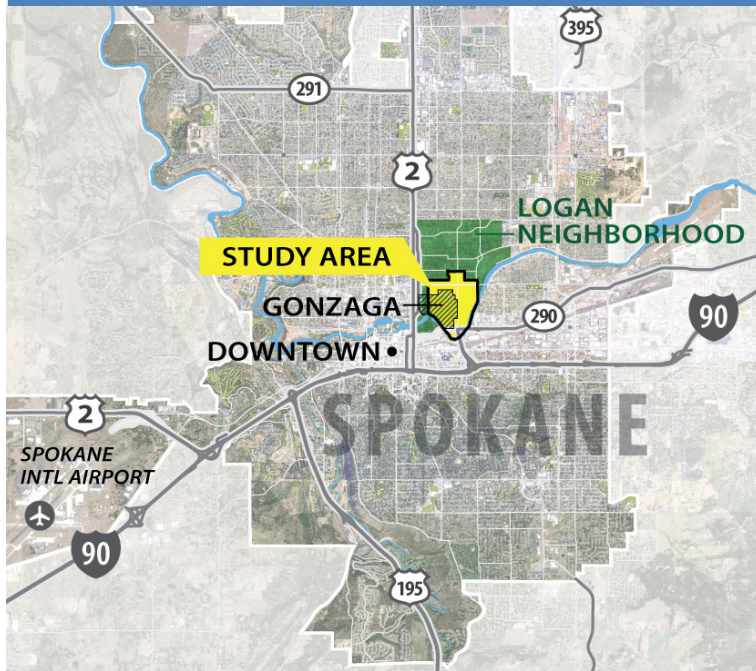 395
291
2
LOGAN
NEIGHBORHOOD
STUDY AREA
GONZAGA
290
90
DOWNTOWN
SPOKANE
2
SPOKANE
INTL AIRPORT
90
195